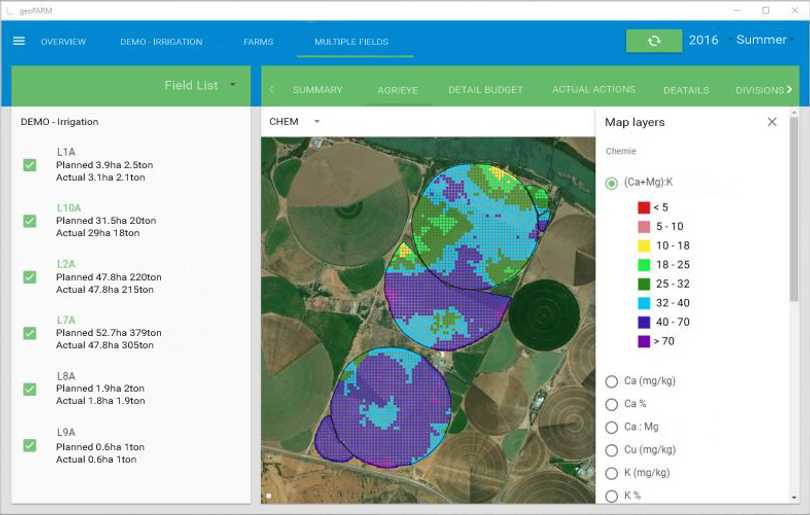 geoFARM
OVERVIEW
DEMO - IRRIGATION
FARMS
MULTIPLE FIELDS
2016
Summer
Field List
SUMMARY
AGRIEYE
DETAIL BUDGET
ACTUAL ACTIONS
DEATAILS
DIVISIONS
DEMO - Irrigation
L1A
Planned 3.9ha 2.5ton
Actual 3.1ha 2.1ton
L10A
Planned 31.5ha 20ton
Actual 29ha 18ton
L2A
Planned 47.8ha 220ton
Actual 47.8ha 215ton
L7A
Planned 52.7ha 379ton
Actual 47.8ha 305ton
L8A
Planned 1.9ha 2ton
Actual 1.8ha 1.9ton
L9A
Planned 0.6ha 1ton
Actual 0.6ha 1ton
CHEM
Map layers
Chemie
(Ca+Mg):K
< 5
5 - 10
10 - 18
18 - 25
25 - 32
32 - 40
40 - 70
> 70
Ca (mg/kg)
Ca %
Ca : Mg
Cu (mg/kg)
K (mg/kg)
K %